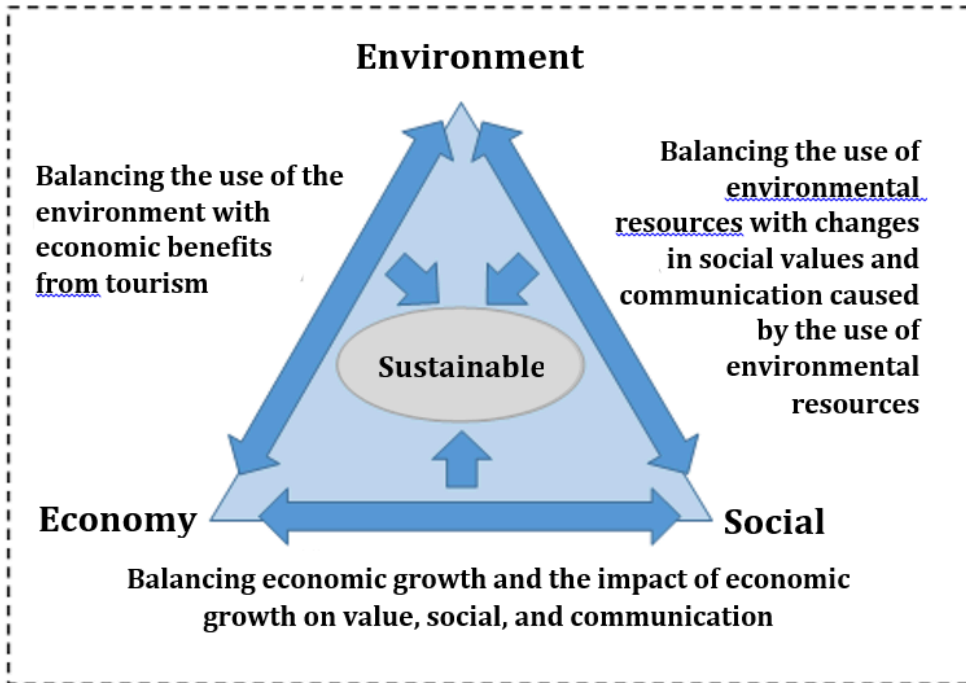 Environment
Balancing the use of the
environment with
economic benefits
from tourism
Balancing the use of
environmental
resources with changes
in social values and
communication caused
by the use of
environmental
resources
Sustainable
Economy
Social
Balancing economic growth and the impact of economic
growth on value, social, and communication